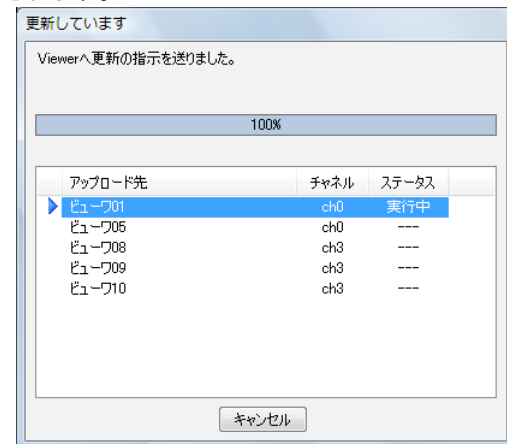 更新しています
Viewerへ更新の指示を送りました。
100%
アップロード先 チャネル ステータス
ビューワ01 ch0 実行中
ビューワ05 ch0 ---
ビューワ08 ch3 ---
ビューワ09 ch3 ---
ビューワ10 ch3 ---
キャンセル